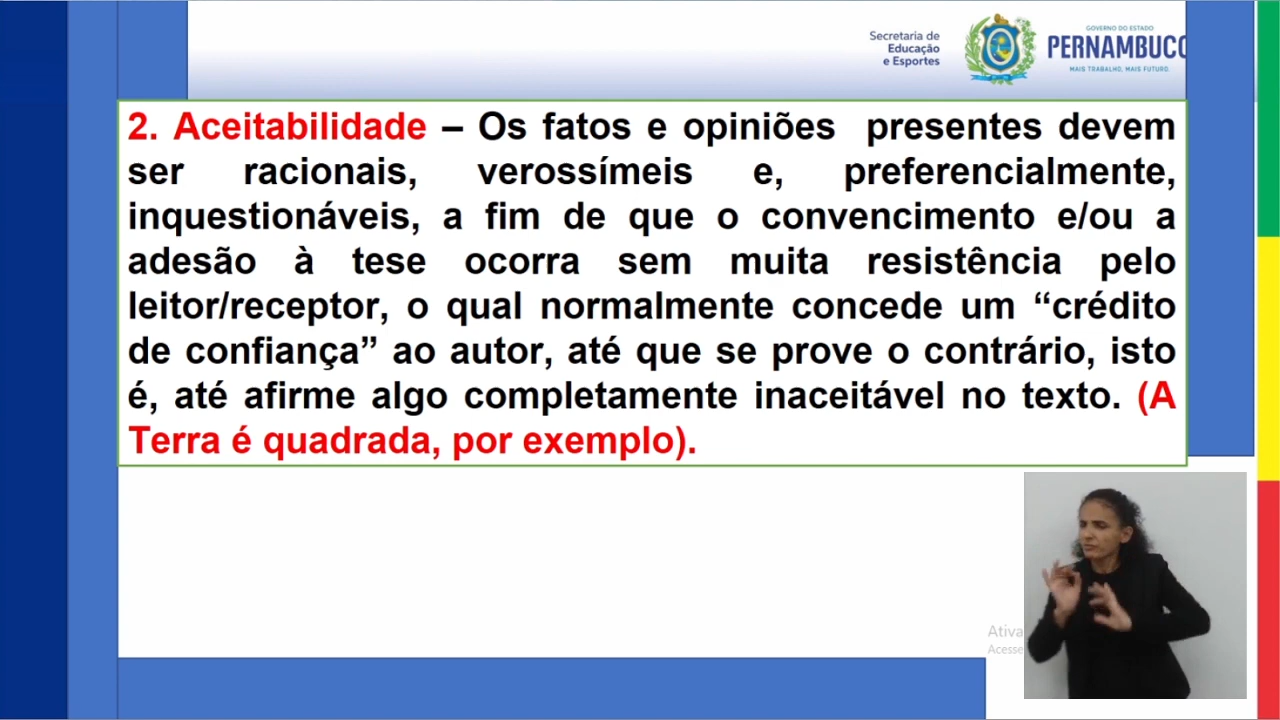 Secretaria de
Educação
e Esportes
GOVERNO DO ESTADO
PERNAMBUCO
MAIS TRABALHO, MAIS FUTURO.
2. Aceitabilidade – Os fatos e opiniões presentes devem
ser racionais, verossímeis e, preferencialmente,
inquestionáveis, a fim de que o convencimento e/ou a
adesão à tese ocorra sem muita resistência pelo
leitor/receptor, o qual normalmente concede um “crédito
de confiança” ao autor, até que se prove o contrário, isto
é, até afirme algo completamente inaceitável no texto. (A
Terra é quadrada, por exemplo).
Ativa
Acesse